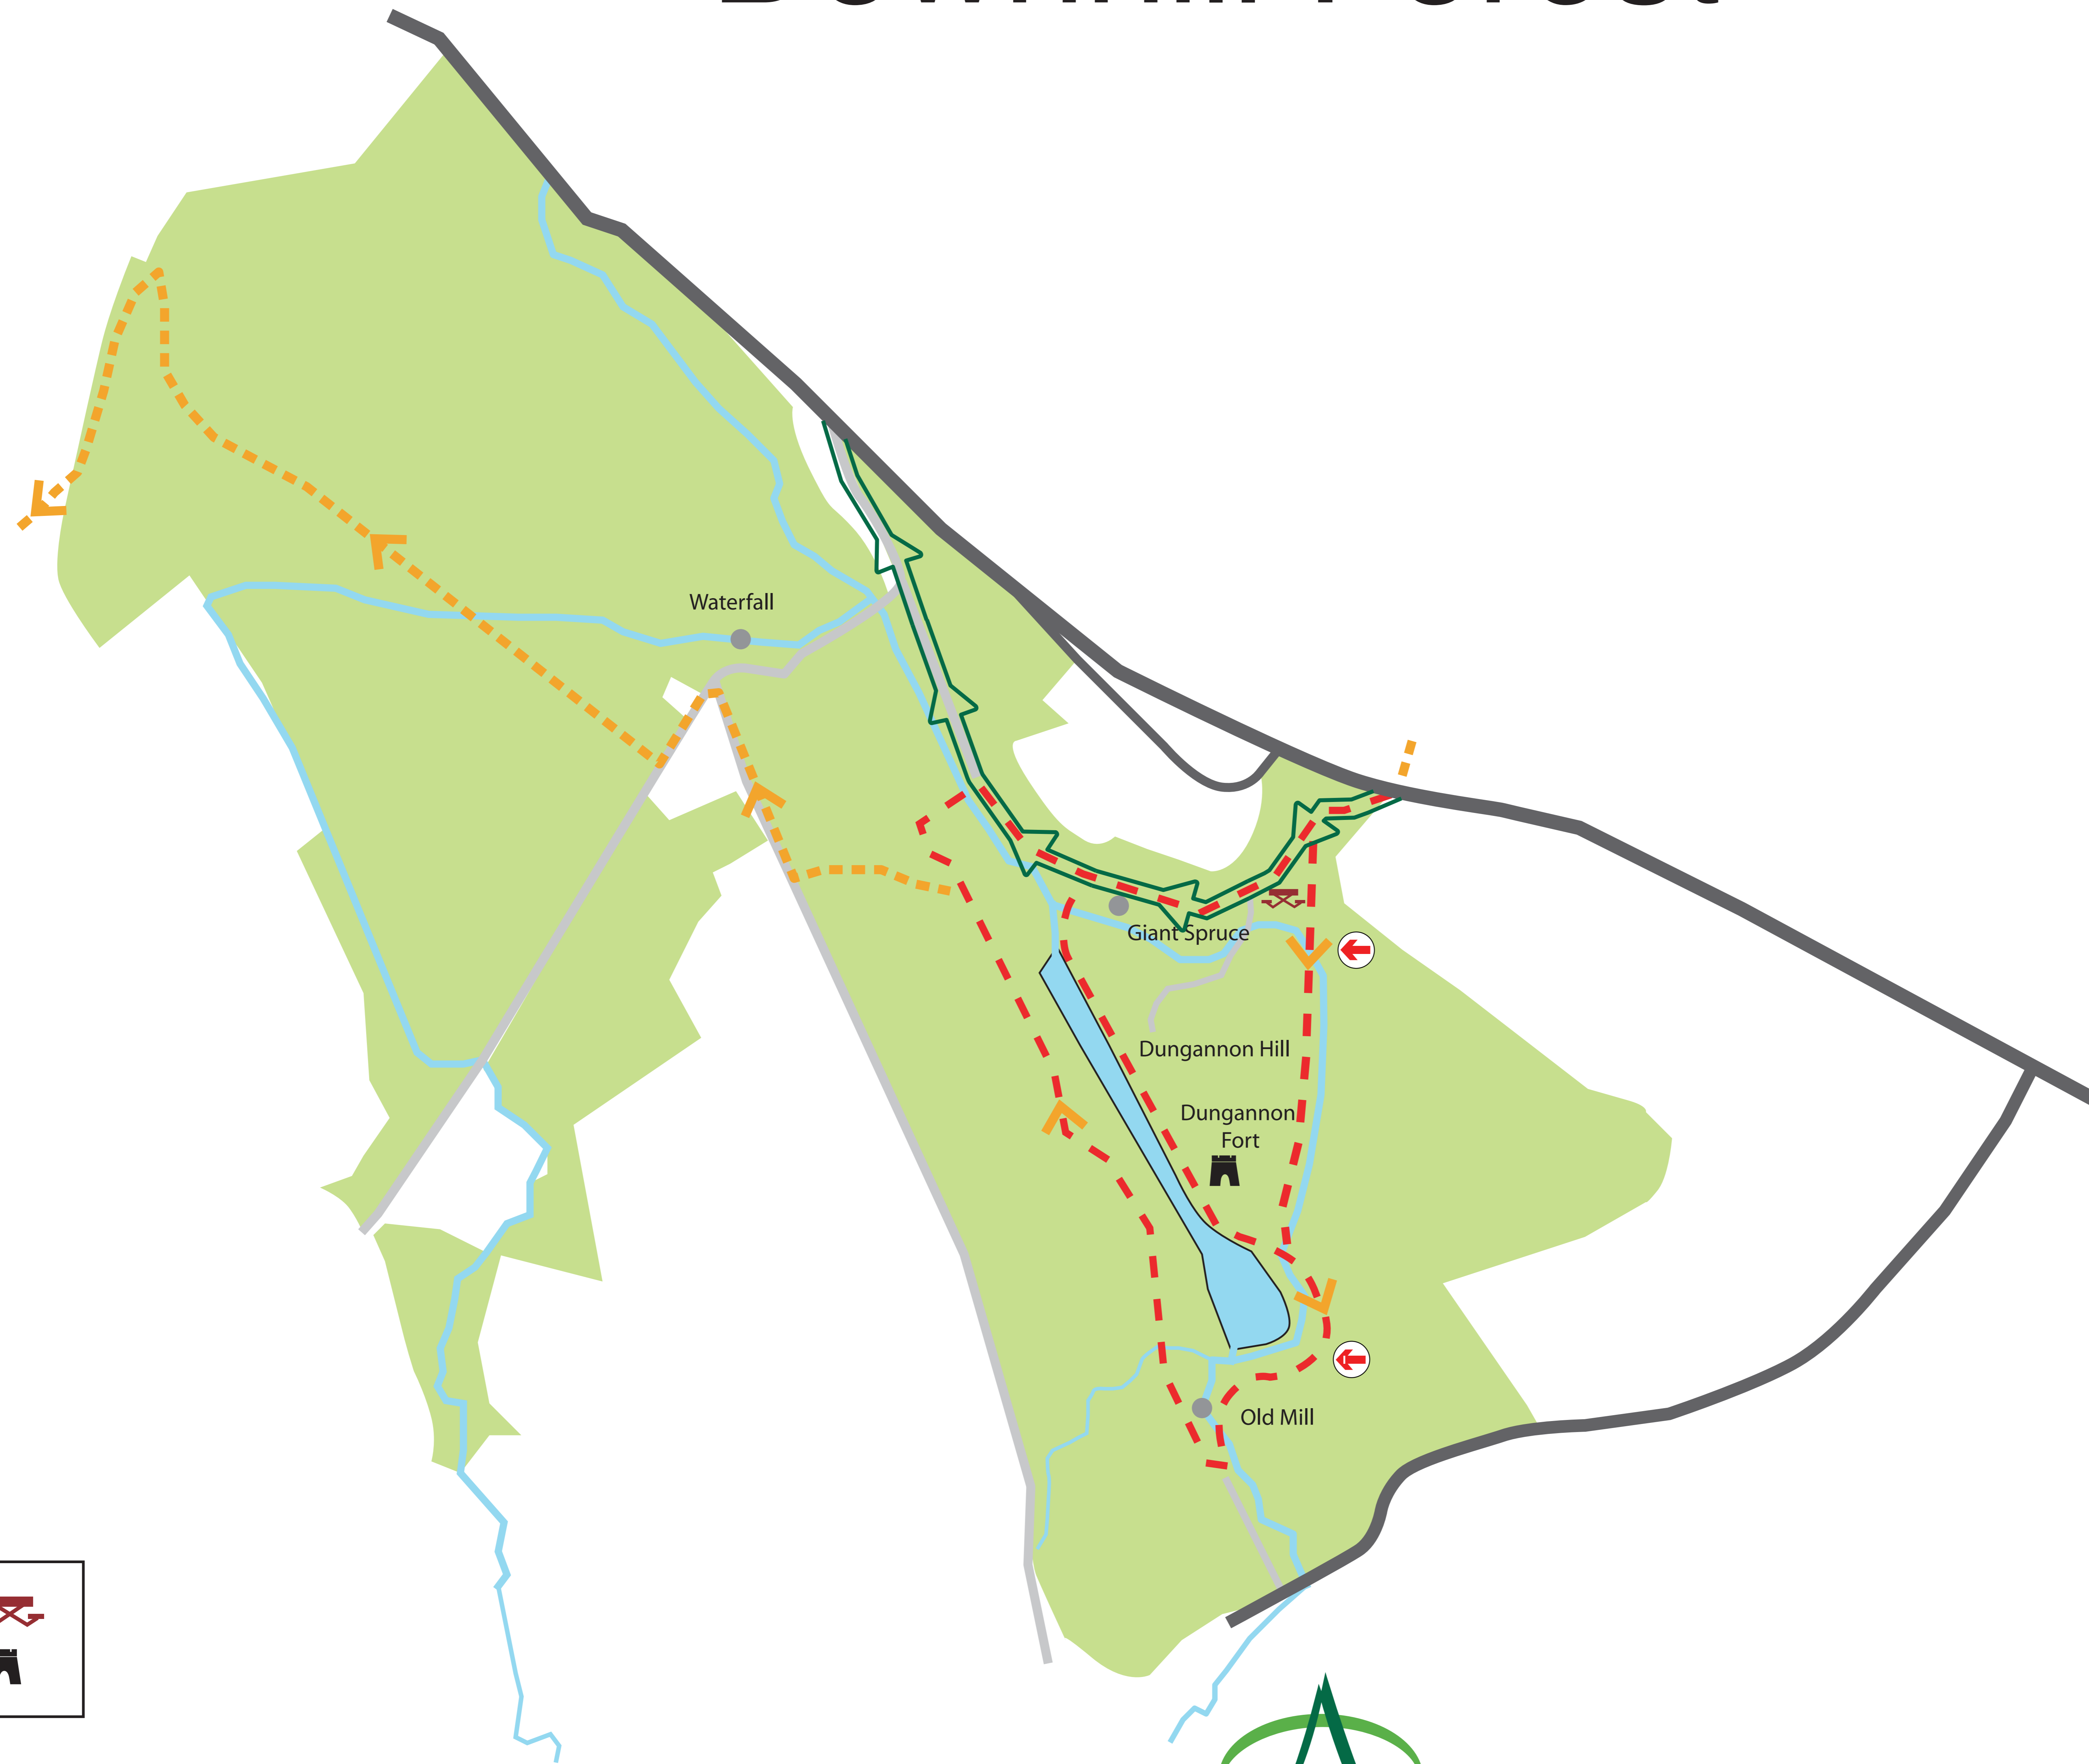 Waterfall
Giant Spruce
Dungannon Hill
Dungannon
Fort
Old Mill